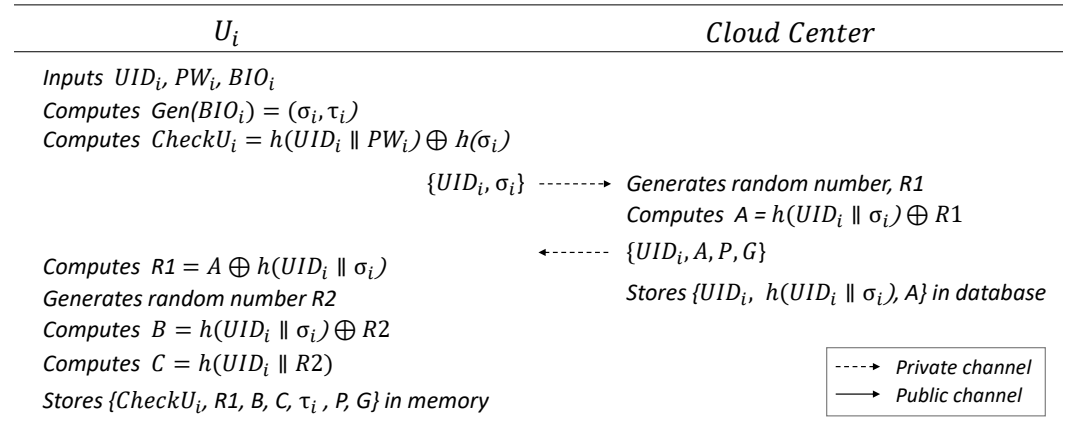 U_i Cloud Center
Inputs UID_i, PW_i, BIO_i
Computes Gen(BIO_i) = (σ_i, τ_i)
Computes CheckU_i = h(UID_i ∥ PW_i) ⊕ h(σ_i)
{UID_i, σ_i}
Generates random number, R1
Computes A = h(UID_i ∥ σ_i) ⊕ R1
{UID_i, A, P, G}
Stores {UID_i, h(UID_i ∥ σ_i), A} in database
Computes R1 = A ⊕ h(UID_i ∥ σ_i)
Generates random number R2
Computes B = h(UID_i ∥ σ_i) ⊕ R2
Computes C = h(UID_i ∥ R2)
Stores {CheckU_i, R1, B, C, τ_i , P, G} in memory
Private channel
Public channel